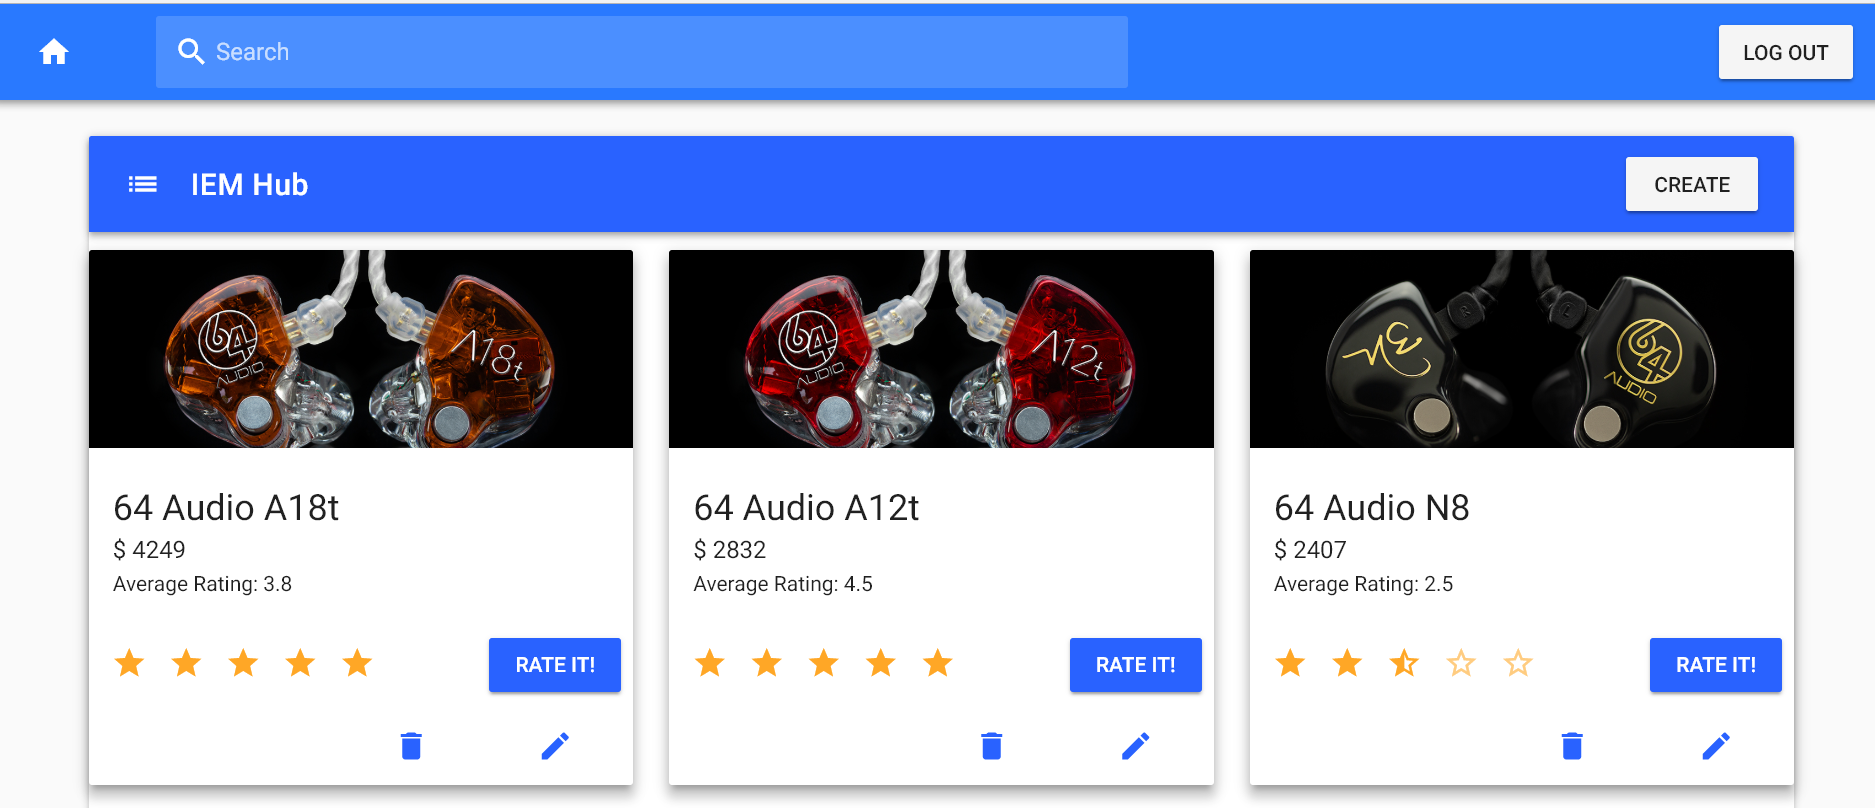 Search
LOG OUT
IEM Hub
CREATE
64 AUDIO
A18t
64 AUDIO
A12t
N8
64 AUDIO
64 Audio A18t
64 Audio A12t
64 Audio N8
$ 4249
$ 2832
$ 2407
Average Rating: 3.8
Average Rating: 4.5
Average Rating: 2.5
RATE IT!
RATE IT!
RATE IT!